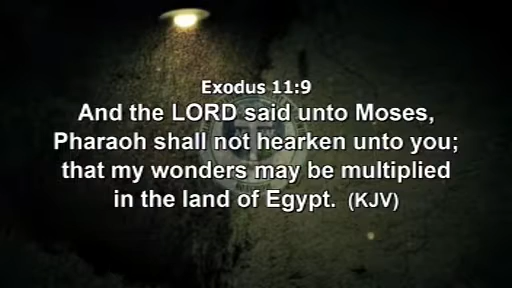 Exodus 11:9
And the LORD said unto Moses,
Pharaoh shall not hearken unto you;
that my wonders may be multiplied
in the land of Egypt. (KJV)